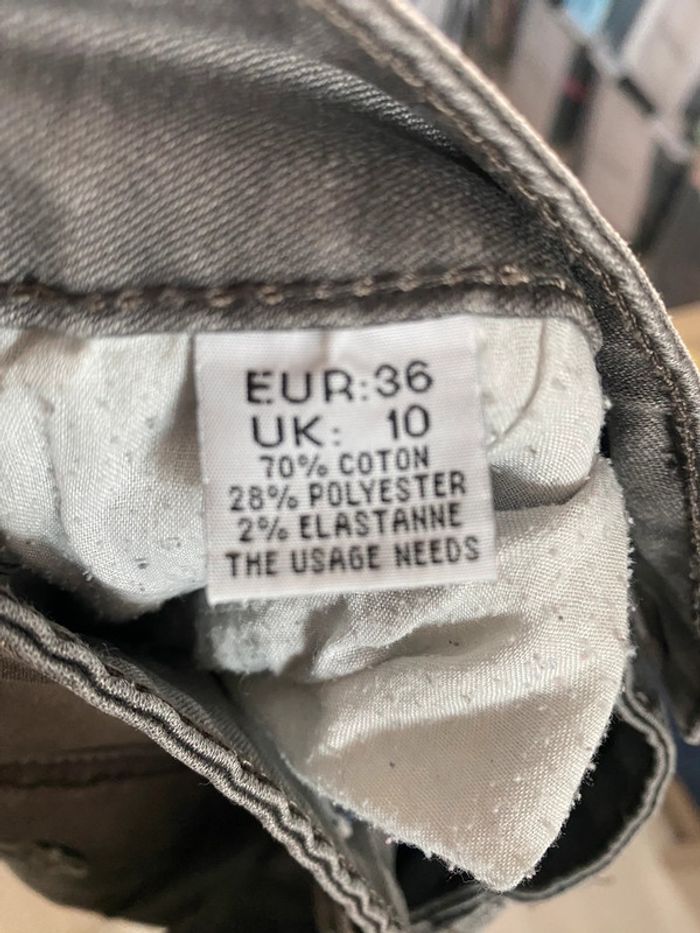 EUR:36
UK: 10
70% COTON
28% POLYESTER
2% ELASTANNE
THE USAGE NEEDS